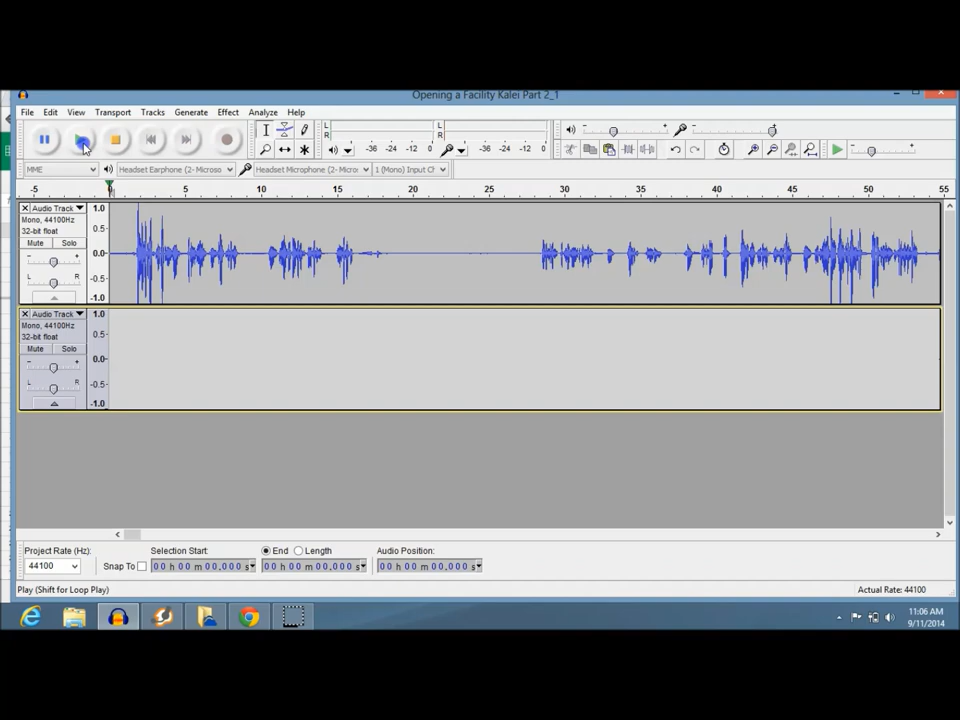 Opening a Facility Kalei Part 2_1
File Edit View Transport Tracks Generate Effect Analyze Help
L R -36 -24 -12 0 L R -36 -24 -12 0
MME Headset Earphone (2- Microso Headset Microphone (2- Microso 1 (Mono) Input Ch
-5 0 5 10 15 20 25 30 35 40 45 50 55
Audio Track 1.0
Mono, 44100Hz
32-bit float 0.5
Mute Solo
- + 0.0
L R -0.5
-1.0
Audio Track 1.0
Mono, 44100Hz
32-bit float 0.5
Mute Solo
- + 0.0
L R -0.5
-1.0
Project Rate (Hz): Selection Start: End Length Audio Position:
44100 Snap To 00 h 00 m 00.000 s 00 h 00 m 00.000 s 00 h 00 m 00.000 s
Play (Shift for Loop Play) Actual Rate: 44100
11:06 AM
9/11/2014